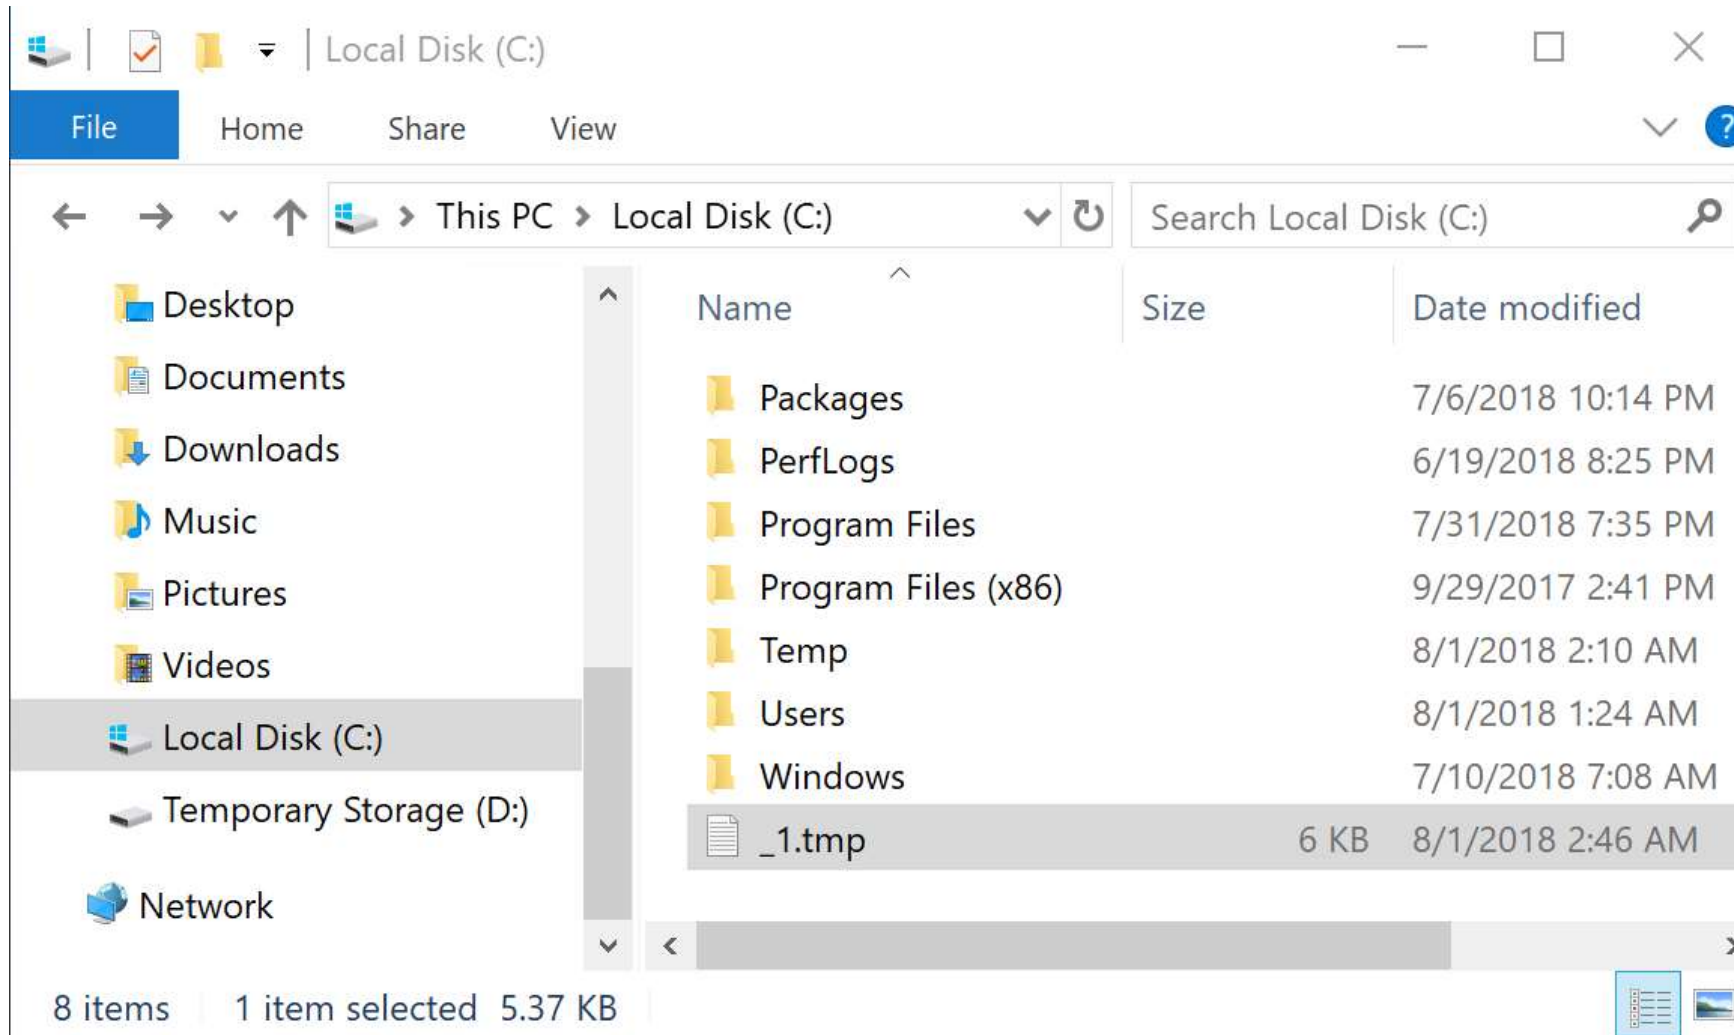 Local Disk (C:)
File Home Share View
?
This PC Local Disk (C:) Search Local Disk (C:)
Desktop
Documents
Downloads
Music
Pictures
Videos
Local Disk (C:)
Temporary Storage (D:)
Network
Name Size Date modified
Packages 7/6/2018 10:14 PM
PerfLogs 6/19/2018 8:25 PM
Program Files 7/31/2018 7:35 PM
Program Files (x86) 9/29/2017 2:41 PM
Temp 8/1/2018 2:10 AM
Users 8/1/2018 1:24 AM
Windows 7/10/2018 7:08 AM
_1.tmp 6 KB 8/1/2018 2:46 AM
8 items 1 item selected 5.37 KB